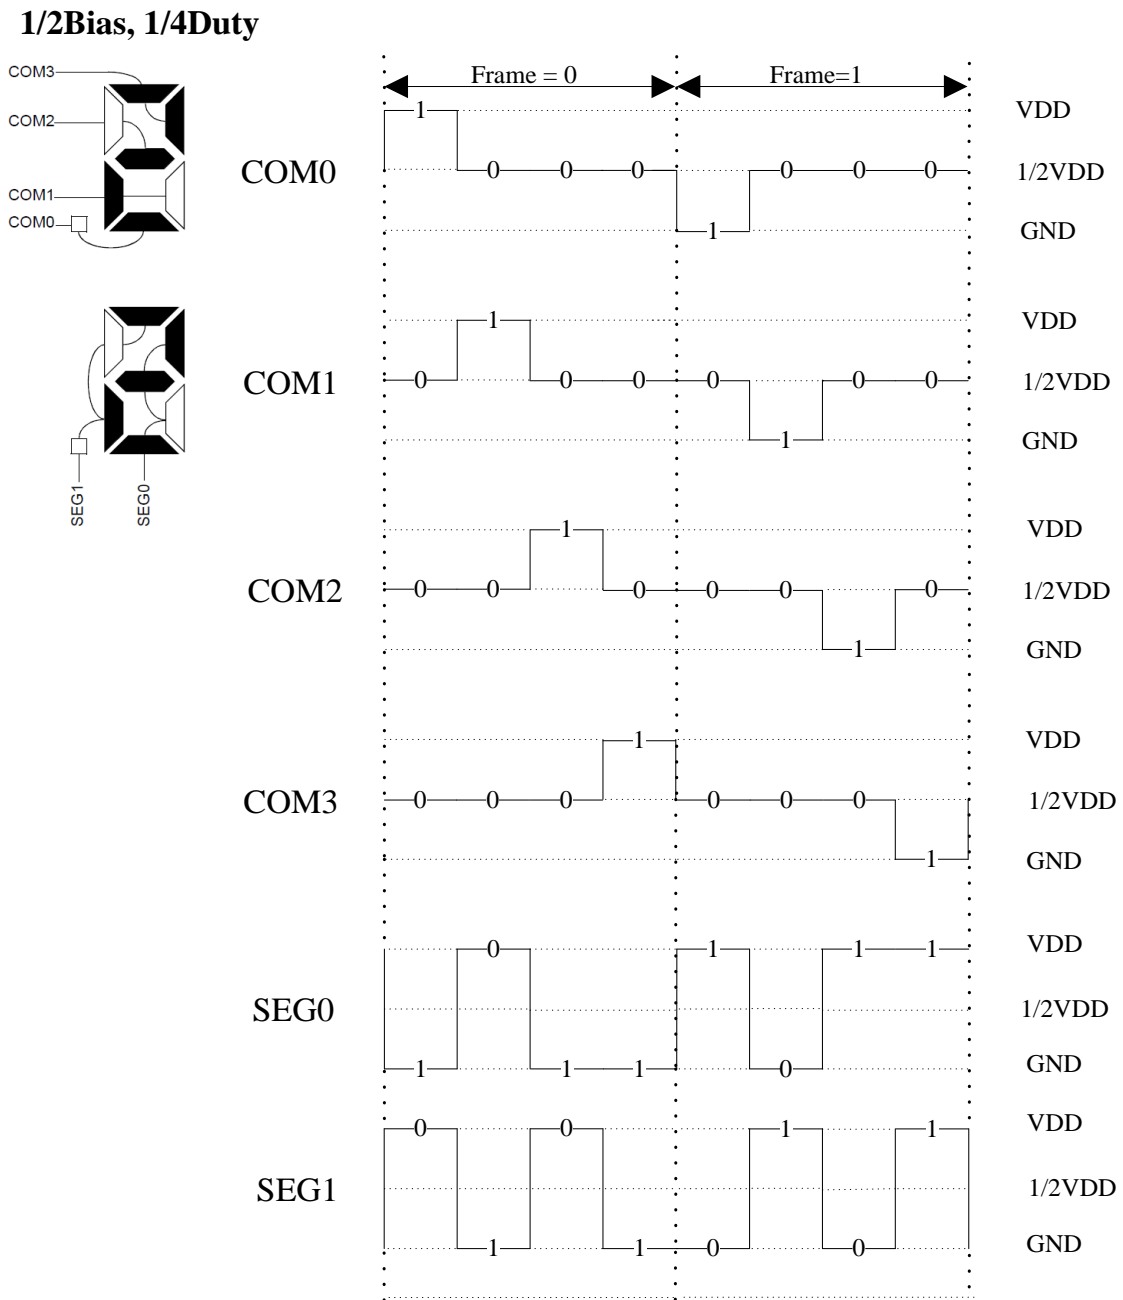 1/2Bias, 1/4Duty
COM3
COM2
COM1
COM0
SEG1
SEG0
Frame = 0 Frame=1
COM0
1 0 0 0 1 0 0 0
VDD
1/2VDD
GND
COM1
0 1 0 0 0 1 0 0
VDD
1/2VDD
GND
COM2
0 0 1 0 0 0 1 0
VDD
1/2VDD
GND
COM3
0 0 0 1 0 0 0 1
VDD
1/2VDD
GND
SEG0
1 0 1 1 1 0 1 1
VDD
1/2VDD
GND
SEG1
0 1 0 1 0 1 0 1
VDD
1/2VDD
GND